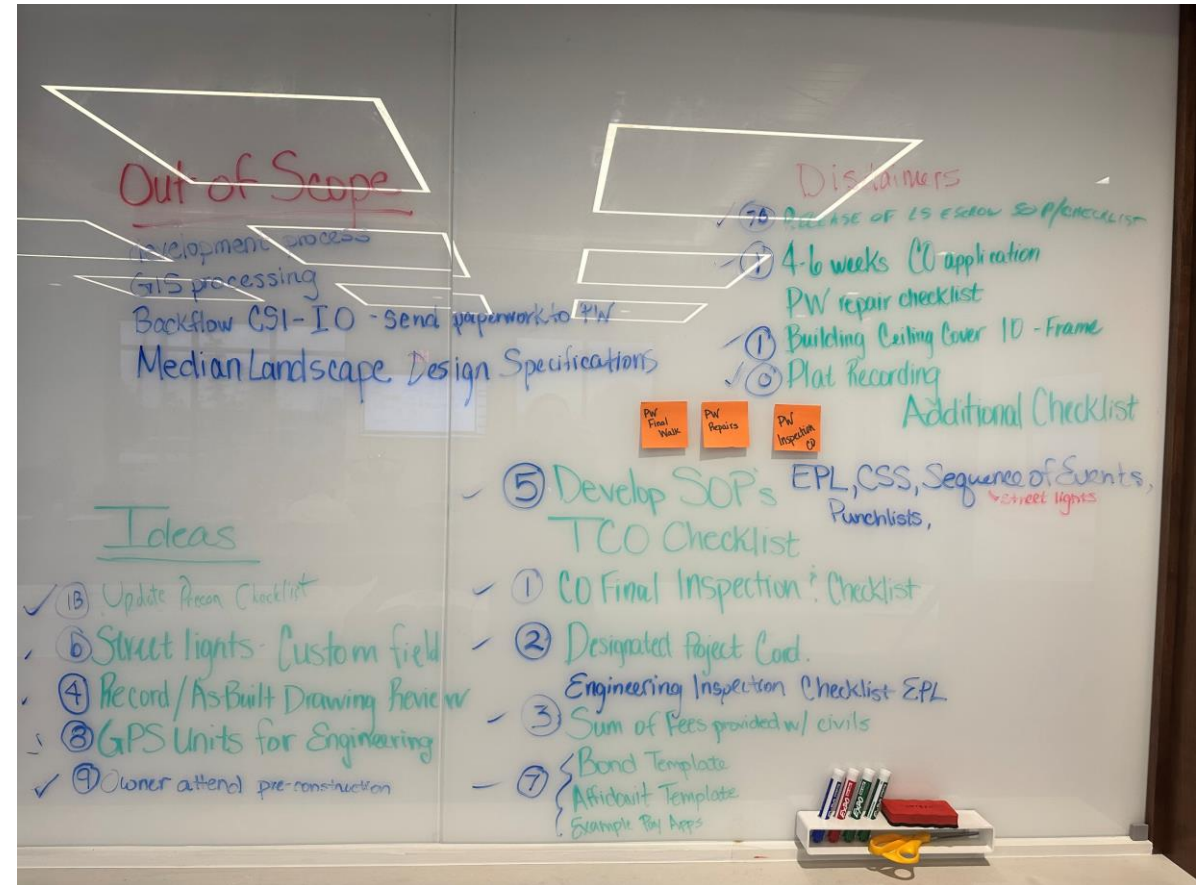 Out of Scope
Development process
GIS processing
Backflow CSI-IO - send paperwork to PW
Median Landscape Design Specifications
Ideas
1B Update Precon Checklist
6 Street lights - Custom field
4 Record/As Built Drawing Review
8 GPS Units for Engineering
9 Owner attend pre-construction
Disclaimers
7B RELEASE OF LS ESCROW SOP/CHECKLIST
1 4-6 weeks CO application
PW repair checklist
1 Building Ceiling Cover 10 - Frame
0 Plat Recording
Additional Checklist
PW
Final
Walk
PW
Repairs
PW
Inspection
CO
5 Develop SOP's EPL, CSS, Sequence of Events,
street lights
Punchlists,
TCO Checklist
1 CO Final Inspection & Checklist
2 Designated Project Cord.
Engineering Inspection Checklist EPL
3 Sum of Fees provided w/ civils
7 Bond Template
Affidavit Template
Example Pay Apps
EXPO